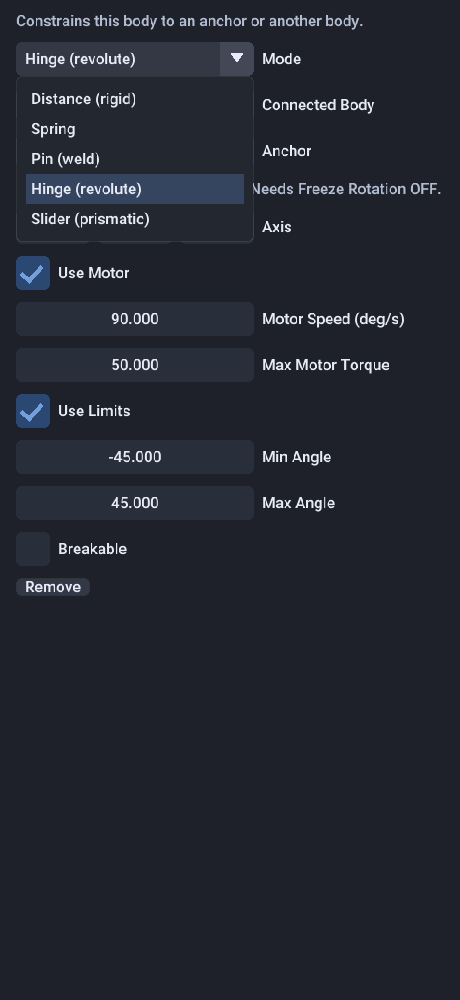 Constrains this body to an anchor or another body.
Hinge (revolute) Mode
Distance (rigid)
Connected Body
Spring
Pin (weld) Anchor
Hinge (revolute) Needs Freeze Rotation OFF.
Slider (prismatic) Axis
Use Motor
90.000 Motor Speed (deg/s)
50.000 Max Motor Torque
Use Limits
-45.000 Min Angle
45.000 Max Angle
Breakable
Remove